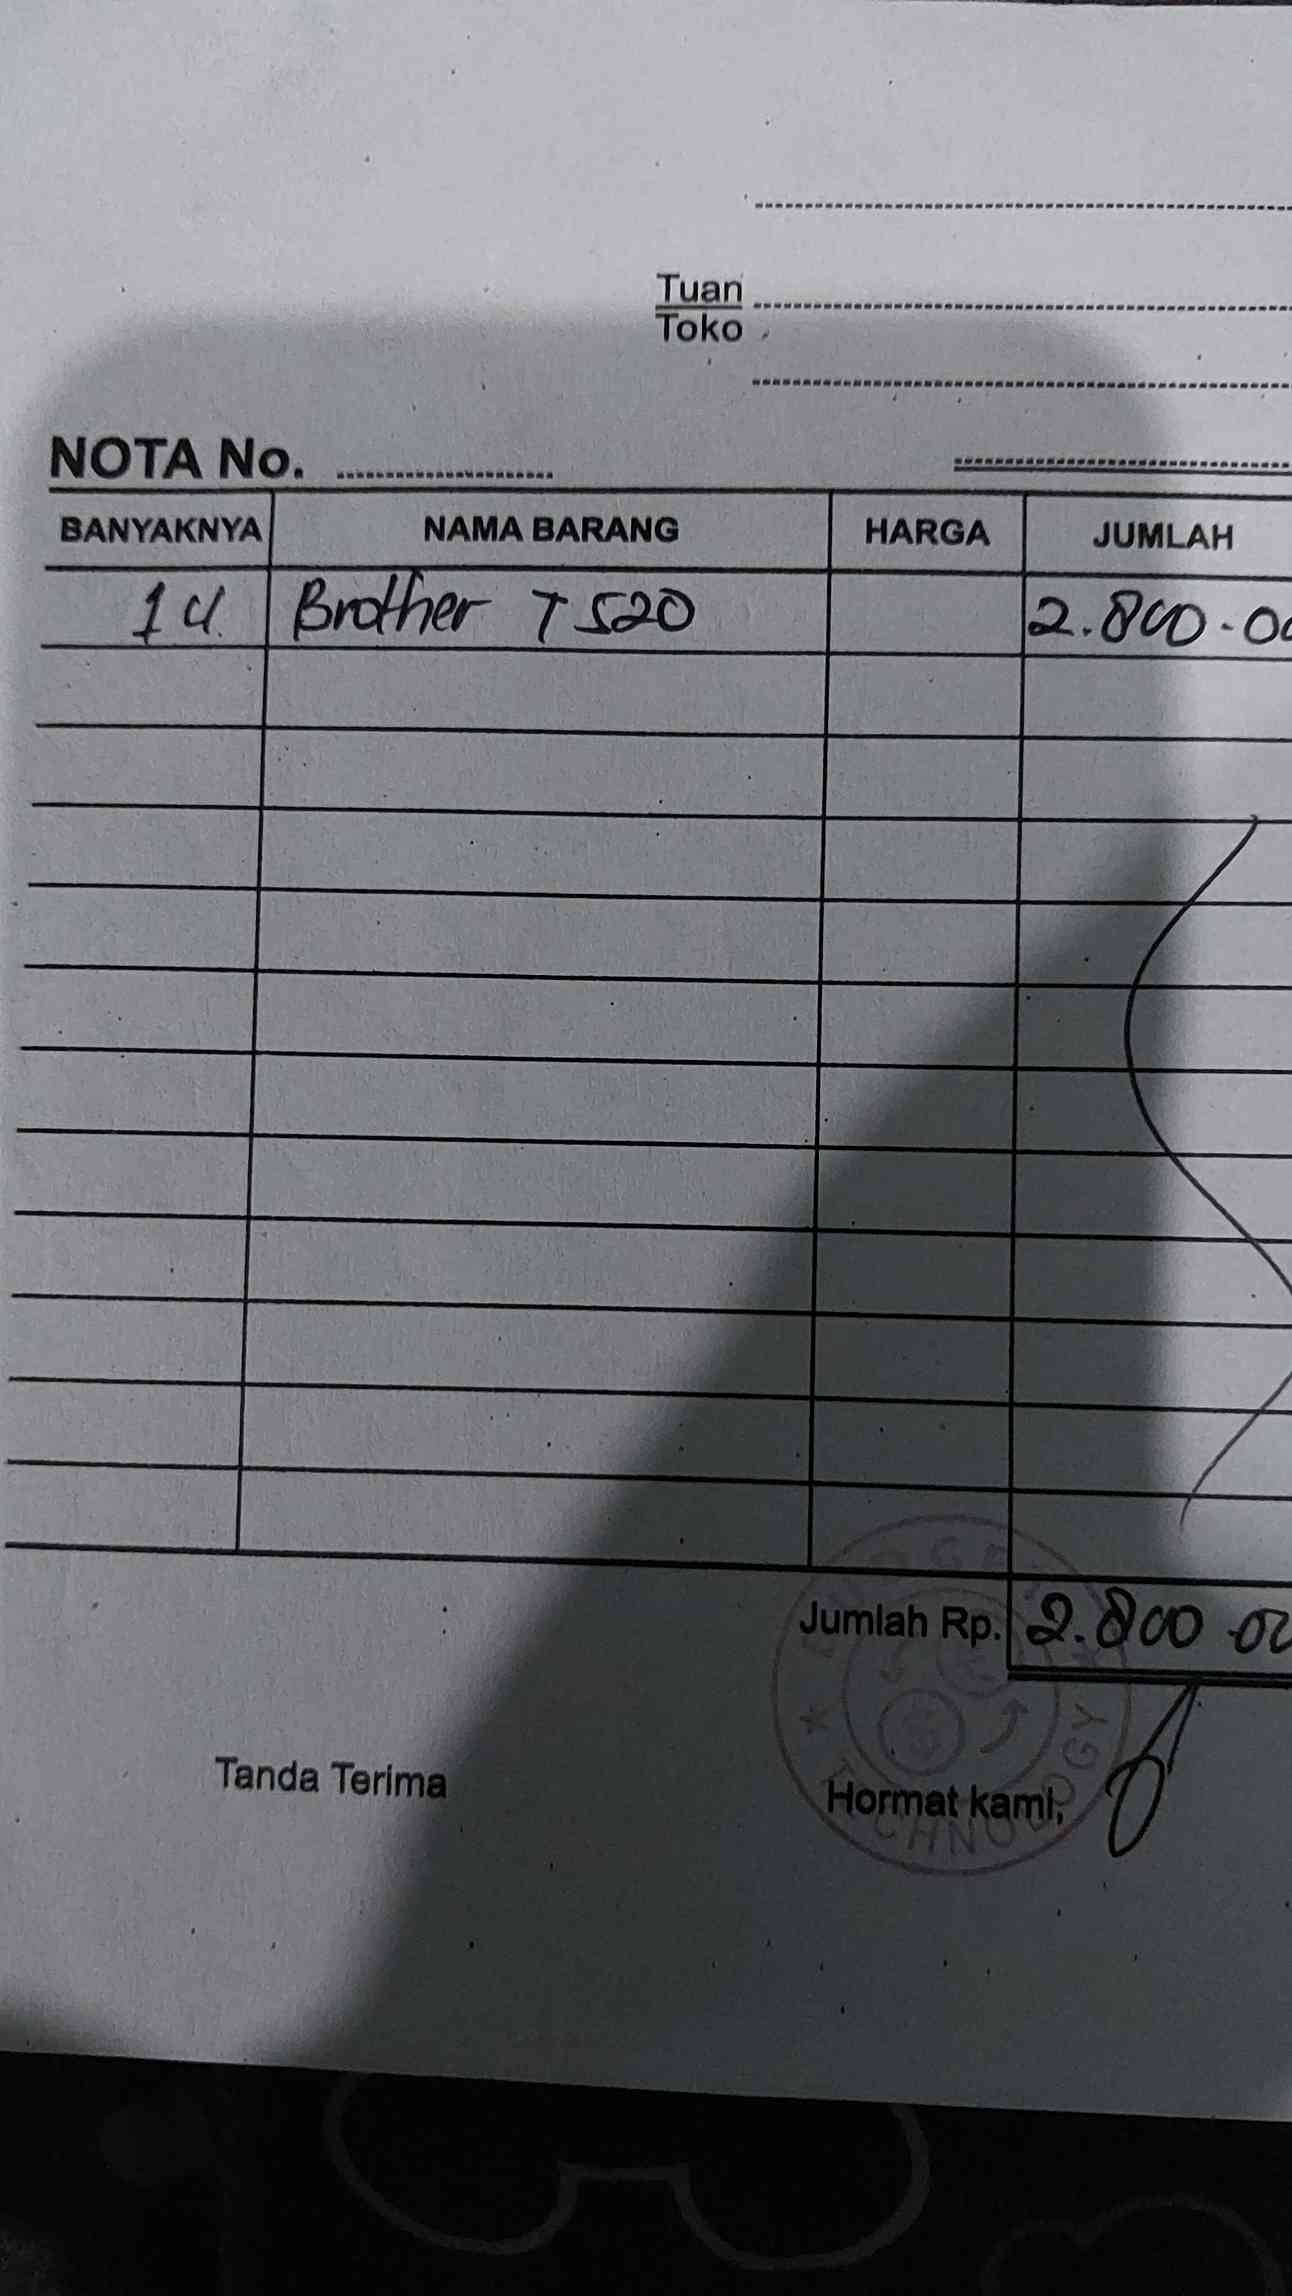 Tuan
Toko
NOTA No.
BANYAKNYA NAMA BARANG HARGA JUMLAH
1 U. Brother T520 2.800.00
Jumlah Rp. 2.800.00
Tanda Terima Hormat kami,